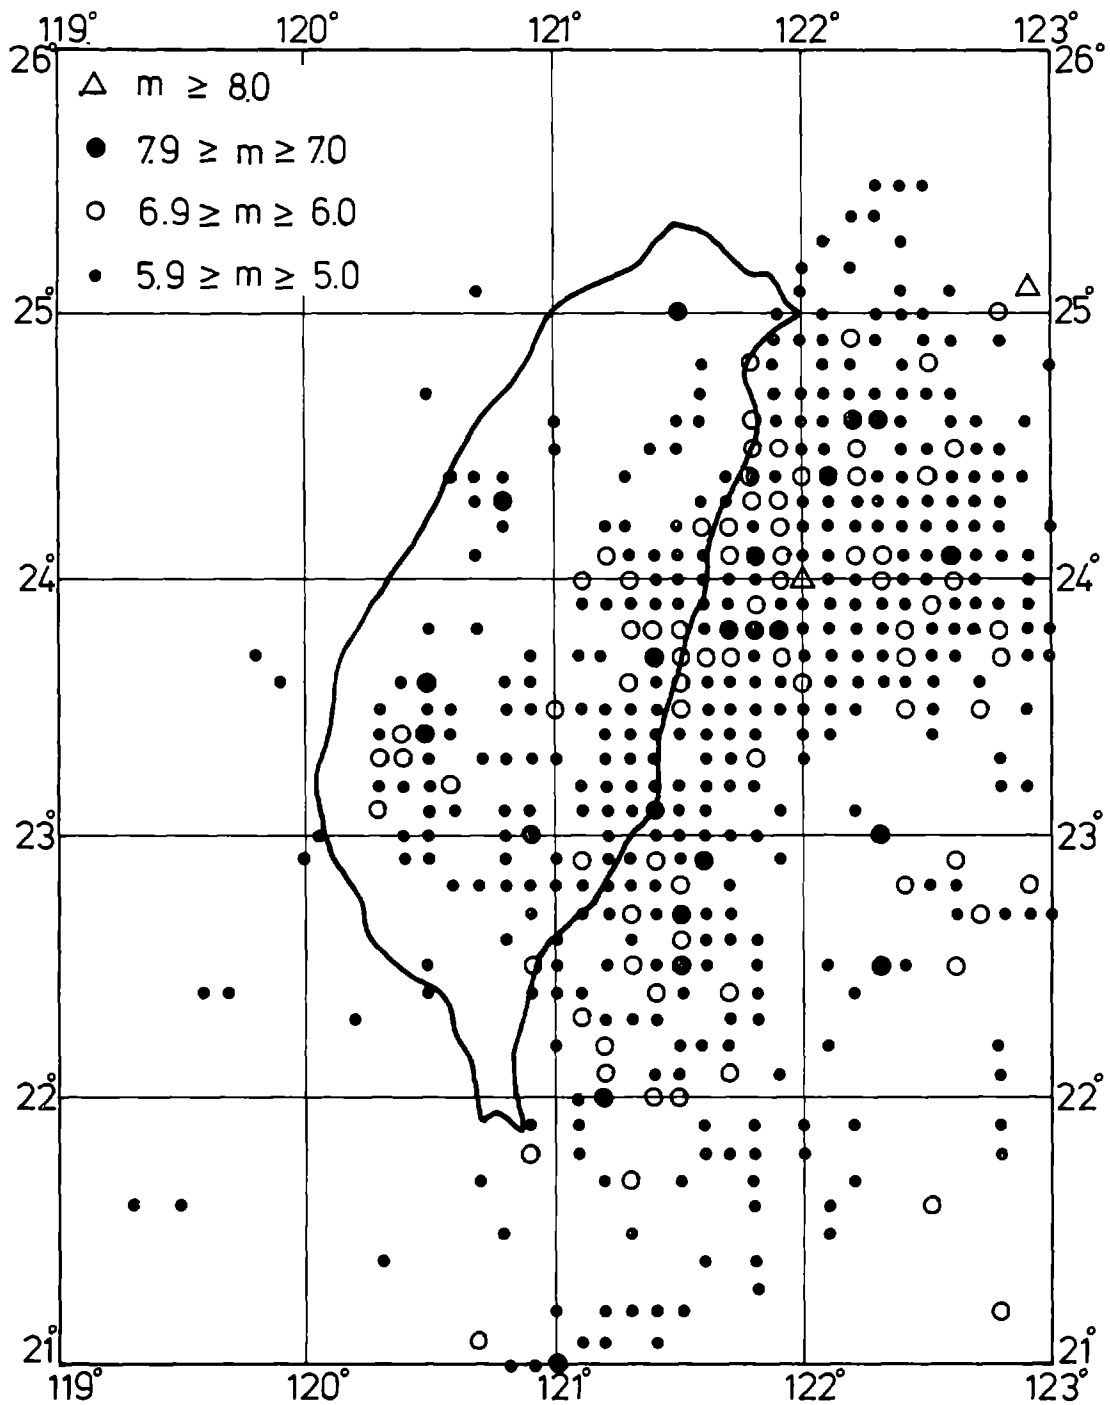 119° 120° 121° 122° 123°
26° 26°
△ m ≥ 8.0
● 7.9 ≥ m ≥ 7.0
○ 6.9 ≥ m ≥ 6.0
• 5.9 ≥ m ≥ 5.0
25° 25°
24° 24°
23° 23°
22° 22°
21° 21°
119° 120° 121° 122° 123°